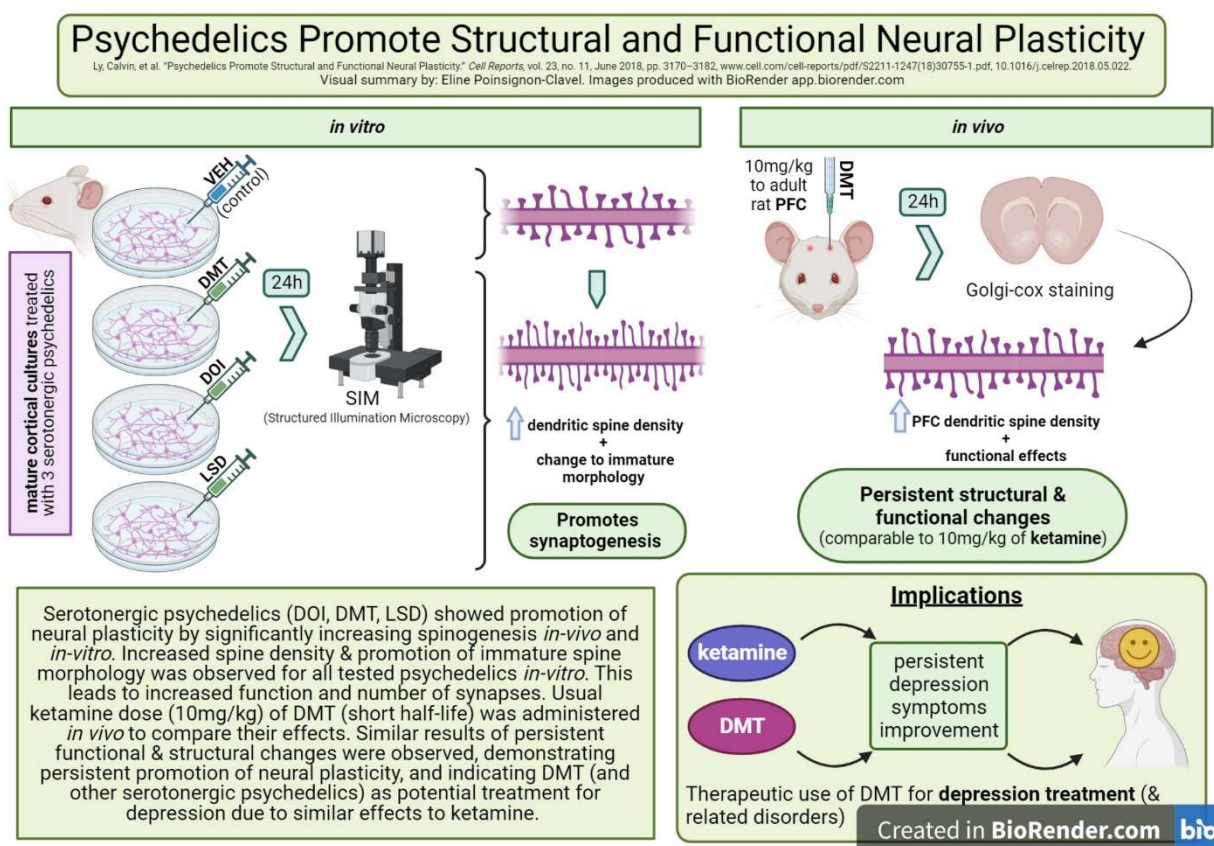 Psychedelics Promote Structural and Functional Neural Plasticity
Ly, Calvin, et al. "Psychedelics Promote Structural and Functional Neural Plasticity." Cell Reports, vol. 23, no. 11, June 2018, pp. 3170–3182, www.cell.com/cell-reports/pdf/S2211-1247(18)30755-1.pdf, 10.1016/j.celrep.2018.05.022.
Visual summary by: Eline Poinsignon-Clavel. Images produced with BioRender app.biorender.com
in vitro
mature cortical cultures treated
with 3 serotonergic psychedelics
VEH
(control)
DMT
DOI
LSD
24h
SIM
(Structured Illumination Microscopy)
dendritic spine density
+
change to immature
morphology
Promotes
synaptogenesis
in vivo
10mg/kg
to adult
rat PFC
DMT
24h
Golgi-cox staining
PFC dendritic spine density
+
functional effects
Persistent structural &
functional changes
(comparable to 10mg/kg of ketamine)
Serotonergic psychedelics (DOI, DMT, LSD) showed promotion of
neural plasticity by significantly increasing spinogenesis in-vivo and
in-vitro. Increased spine density & promotion of immature spine
morphology was observed for all tested psychedelics in-vitro. This
leads to increased function and number of synapses. Usual
ketamine dose (10mg/kg) of DMT (short half-life) was administered
in vivo to compare their effects. Similar results of persistent
functional & structural changes were observed, demonstrating
persistent promotion of neural plasticity, and indicating DMT (and
other serotonergic psychedelics) as potential treatment for
depression due to similar effects to ketamine.
Implications
ketamine
DMT
persistent
depression
symptoms
improvement
Therapeutic use of DMT for depression treatment (&
related disorders)
Created in BioRender.com bio